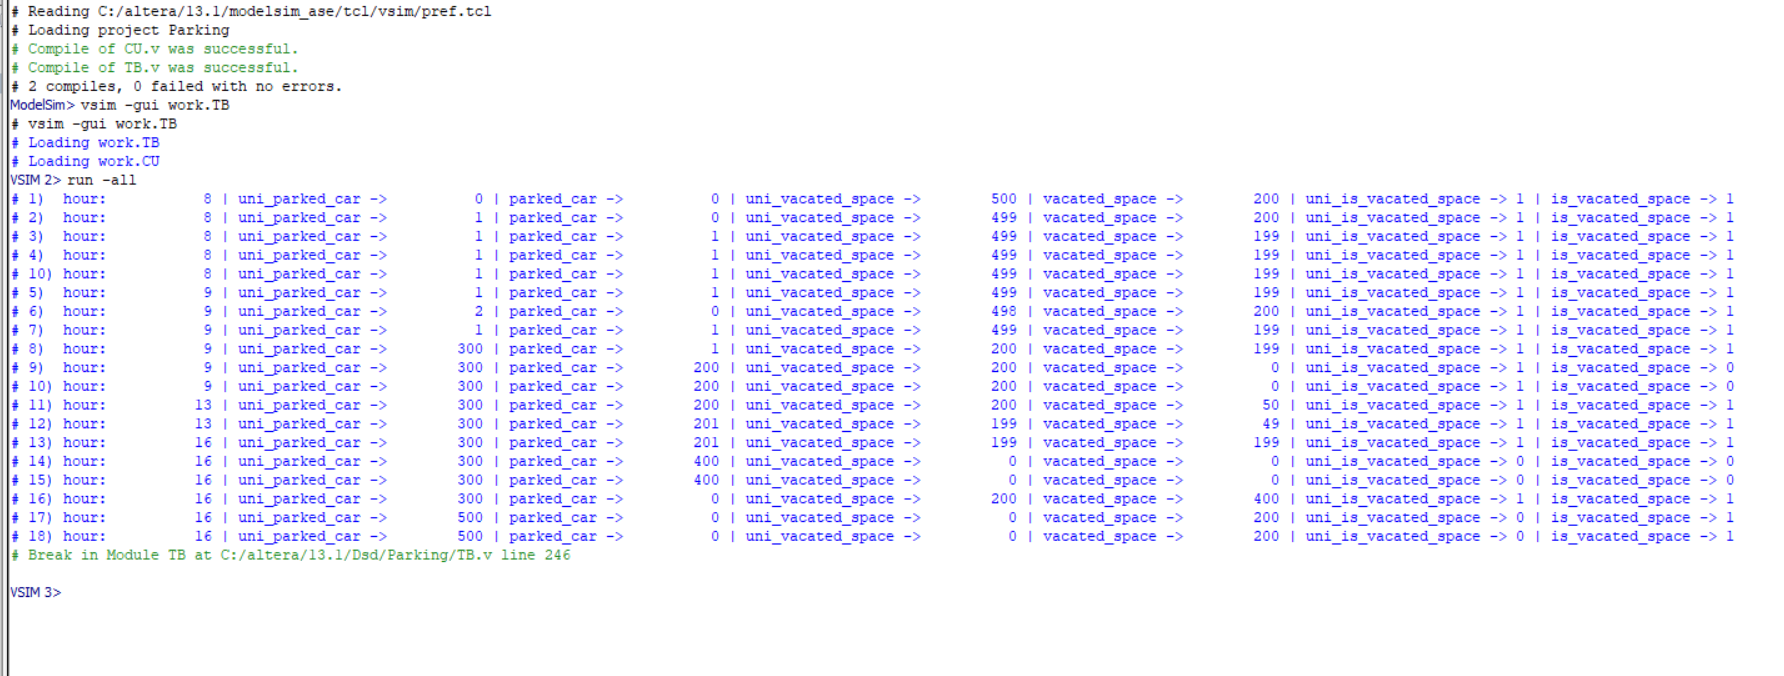 # Reading C:/altera/13.1/modelsim_ase/tcl/vsim/pref.tcl
# Loading project Parking
# Compile of CU.v was successful.
# Compile of TB.v was successful.
# 2 compiles, 0 failed with no errors.
ModelSim> vsim -gui work.TB
# vsim -gui work.TB
# Loading work.TB
# Loading work.CU
VSIM 2> run -all
# 1)  hour:           8 | uni_parked_car ->           0 | parked_car ->           0 | uni_vacated_space ->         500 | vacated_space ->         200 | uni_is_vacated_space -> 1 | is_vacated_space -> 1
# 2)  hour:           8 | uni_parked_car ->           1 | parked_car ->           0 | uni_vacated_space ->         499 | vacated_space ->         200 | uni_is_vacated_space -> 1 | is_vacated_space -> 1
# 3)  hour:           8 | uni_parked_car ->           1 | parked_car ->           1 | uni_vacated_space ->         499 | vacated_space ->         199 | uni_is_vacated_space -> 1 | is_vacated_space -> 1
# 4)  hour:           8 | uni_parked_car ->           1 | parked_car ->           1 | uni_vacated_space ->         499 | vacated_space ->         199 | uni_is_vacated_space -> 1 | is_vacated_space -> 1
# 10) hour:           8 | uni_parked_car ->           1 | parked_car ->           1 | uni_vacated_space ->         499 | vacated_space ->         199 | uni_is_vacated_space -> 1 | is_vacated_space -> 1
# 5)  hour:           9 | uni_parked_car ->           1 | parked_car ->           1 | uni_vacated_space ->         499 | vacated_space ->         199 | uni_is_vacated_space -> 1 | is_vacated_space -> 1
# 6)  hour:           9 | uni_parked_car ->           2 | parked_car ->           0 | uni_vacated_space ->         498 | vacated_space ->         200 | uni_is_vacated_space -> 1 | is_vacated_space -> 1
# 7)  hour:           9 | uni_parked_car ->           1 | parked_car ->           1 | uni_vacated_space ->         499 | vacated_space ->         199 | uni_is_vacated_space -> 1 | is_vacated_space -> 1
# 8)  hour:           9 | uni_parked_car ->         300 | parked_car ->           1 | uni_vacated_space ->         200 | vacated_space ->         199 | uni_is_vacated_space -> 1 | is_vacated_space -> 1
# 9)  hour:           9 | uni_parked_car ->         300 | parked_car ->         200 | uni_vacated_space ->         200 | vacated_space ->           0 | uni_is_vacated_space -> 1 | is_vacated_space -> 0
# 10) hour:           9 | uni_parked_car ->         300 | parked_car ->         200 | uni_vacated_space ->         200 | vacated_space ->           0 | uni_is_vacated_space -> 1 | is_vacated_space -> 0
# 11) hour:          13 | uni_parked_car ->         300 | parked_car ->         200 | uni_vacated_space ->         200 | vacated_space ->          50 | uni_is_vacated_space -> 1 | is_vacated_space -> 1
# 12) hour:          13 | uni_parked_car ->         300 | parked_car ->         201 | uni_vacated_space ->         199 | vacated_space ->          49 | uni_is_vacated_space -> 1 | is_vacated_space -> 1
# 13) hour:          16 | uni_parked_car ->         300 | parked_car ->         201 | uni_vacated_space ->         199 | vacated_space ->         199 | uni_is_vacated_space -> 1 | is_vacated_space -> 1
# 14) hour:          16 | uni_parked_car ->         300 | parked_car ->         400 | uni_vacated_space ->           0 | vacated_space ->           0 | uni_is_vacated_space -> 0 | is_vacated_space -> 0
# 15) hour:          16 | uni_parked_car ->         300 | parked_car ->         400 | uni_vacated_space ->           0 | vacated_space ->           0 | uni_is_vacated_space -> 0 | is_vacated_space -> 0
# 16) hour:          16 | uni_parked_car ->         300 | parked_car ->           0 | uni_vacated_space ->         200 | vacated_space ->         400 | uni_is_vacated_space -> 1 | is_vacated_space -> 1
# 17) hour:          16 | uni_parked_car ->         500 | parked_car ->           0 | uni_vacated_space ->           0 | vacated_space ->         200 | uni_is_vacated_space -> 0 | is_vacated_space -> 1
# 18) hour:          16 | uni_parked_car ->         500 | parked_car ->           0 | uni_vacated_space ->           0 | vacated_space ->         200 | uni_is_vacated_space -> 0 | is_vacated_space -> 1
# Break in Module TB at C:/altera/13.1/Dsd/Parking/TB.v line 246
VSIM 3>